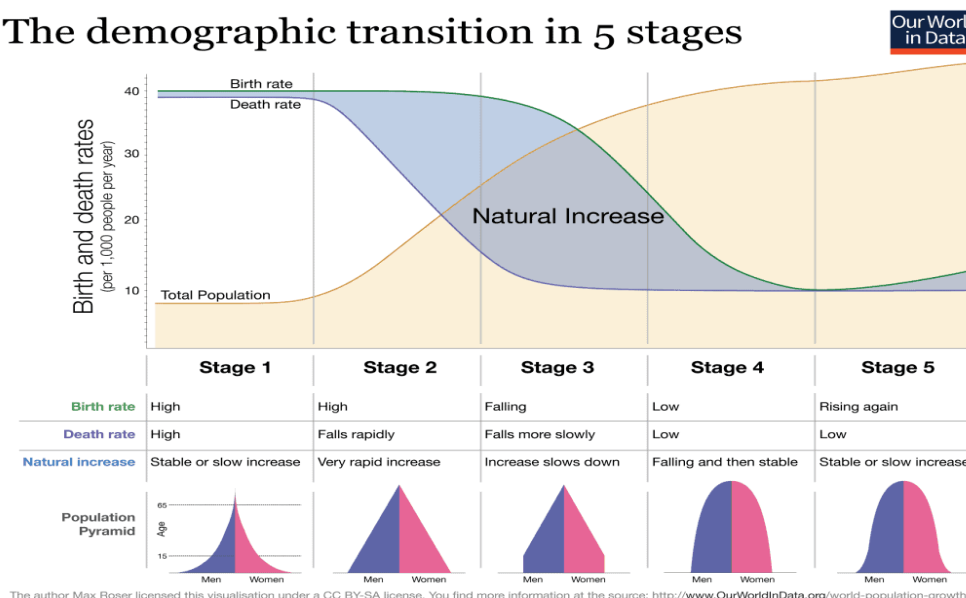 The demographic transition in 5 stages
Our World
in Data
Birth and death rates
(per 1,000 people per year)
40
30
20
10
Birth rate
Death rate
Natural Increase
Total Population
Stage 1 Stage 2 Stage 3 Stage 4 Stage 5
Birth rate High High Falling Low Rising again
Death rate High Falls rapidly Falls more slowly Low Low
Natural increase Stable or slow increase Very rapid increase Increase slows down Falling and then stable Stable or slow increase
Population
Pyramid
Age
65
15
Men Women Men Women Men Women Men Women Men Women
The author Max Roser licensed this visualisation under a CC BY-SA license. You find more information at the source: http://www.OurWorldInData.org/world-population-growth